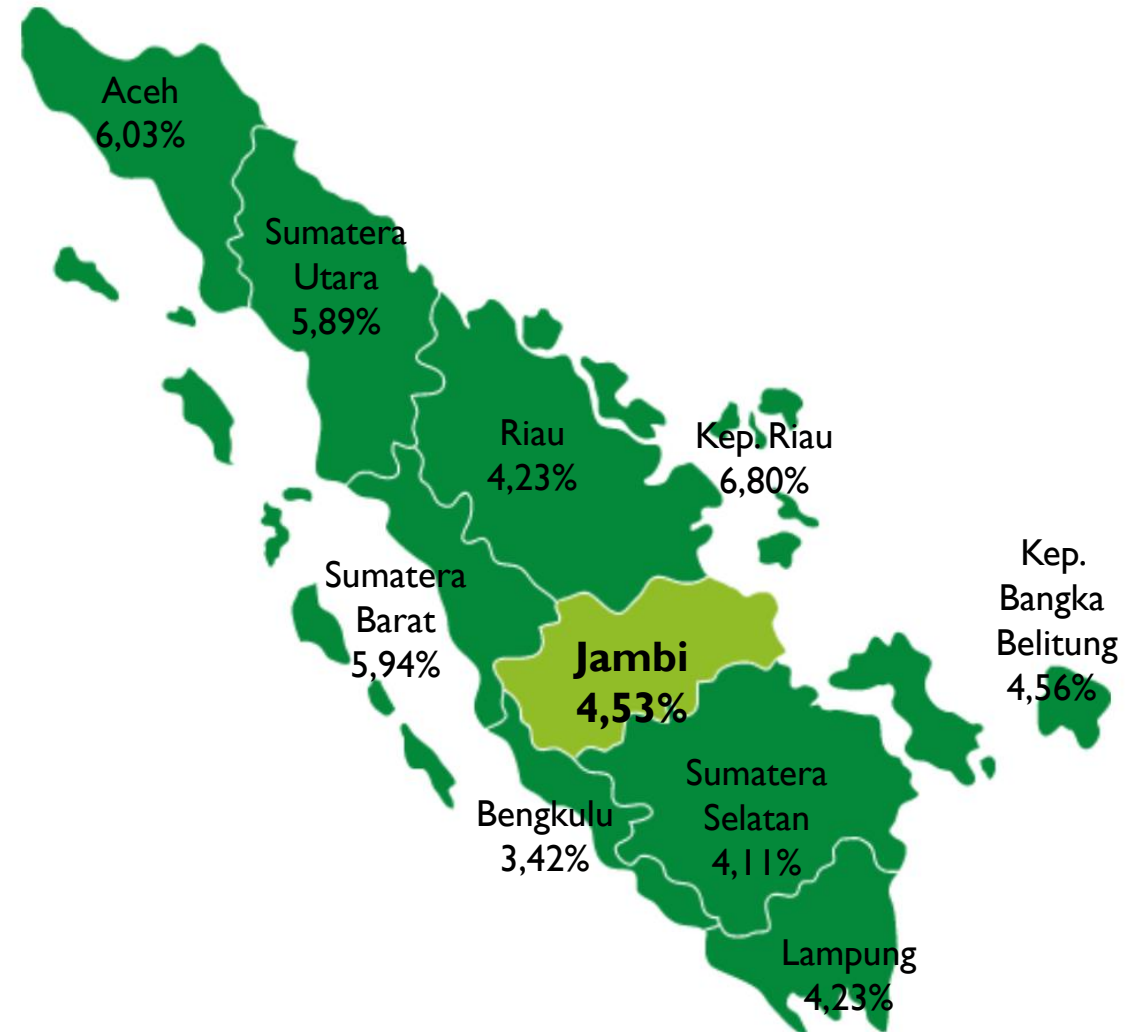 Aceh
6,03%
Sumatera
Utara
5,89%
Riau
4,23%
Kep. Riau
6,80%
Sumatera
Barat
5,94%
Jambi
4,53%
Kep.
Bangka
Belitung
4,56%
Bengkulu
3,42%
Sumatera
Selatan
4,11%
Lampung
4,23%